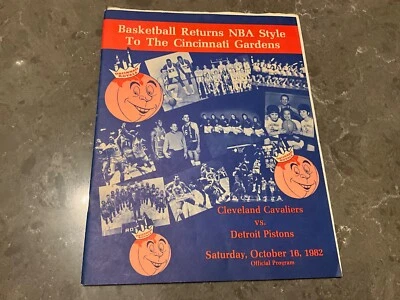 Basketball Returns NBA Style
To The Cincinnati Gardens
Cleveland Cavaliers
vs.
Detroit Pistons
Saturday, October 16, 1982
Official Program